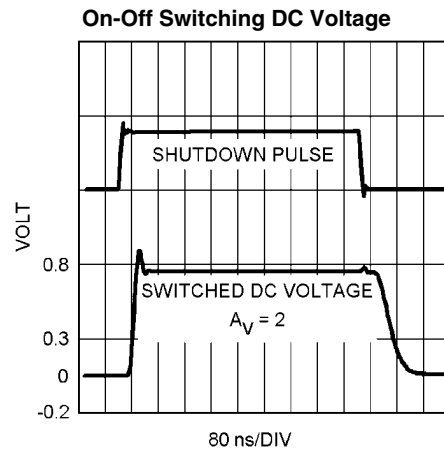 On-Off Switching DC Voltage
SHUTDOWN PULSE
VOLT
0.8
SWITCHED DC VOLTAGE
AV = 2
0.3
0
-0.2
80 ns/DIV